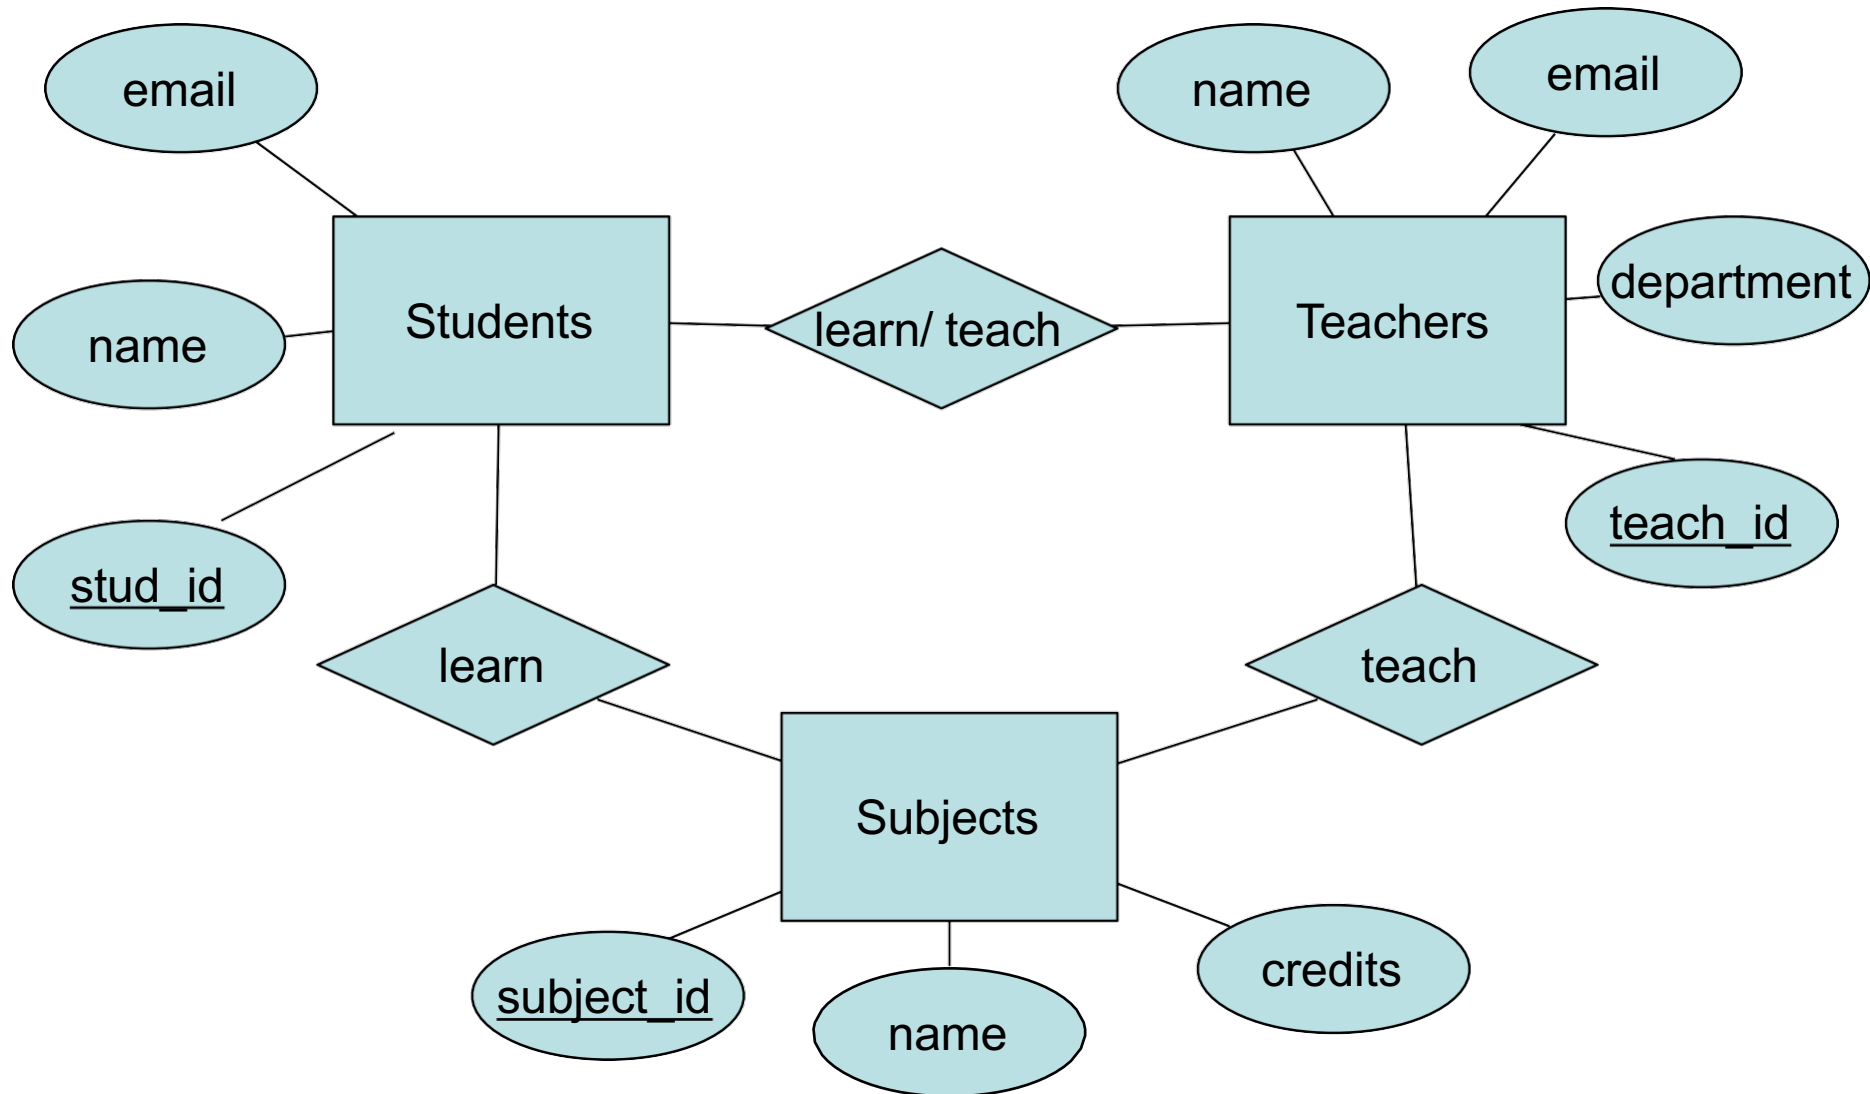 email
name
email
department
Students
learn/ teach
Teachers
name
teach_id
stud_id
learn
teach
Subjects
credits
subject_id
name